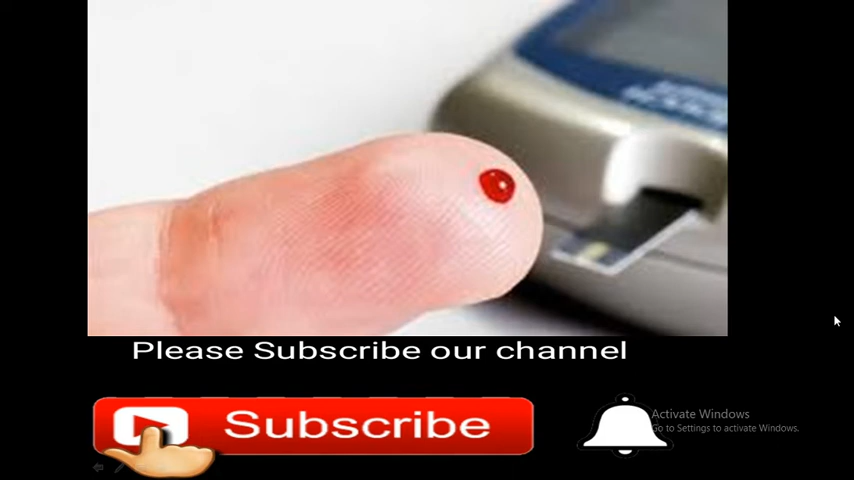 Please Subscribe our channel
Subscribe
Activate Windows
Go to Settings to activate Windows.